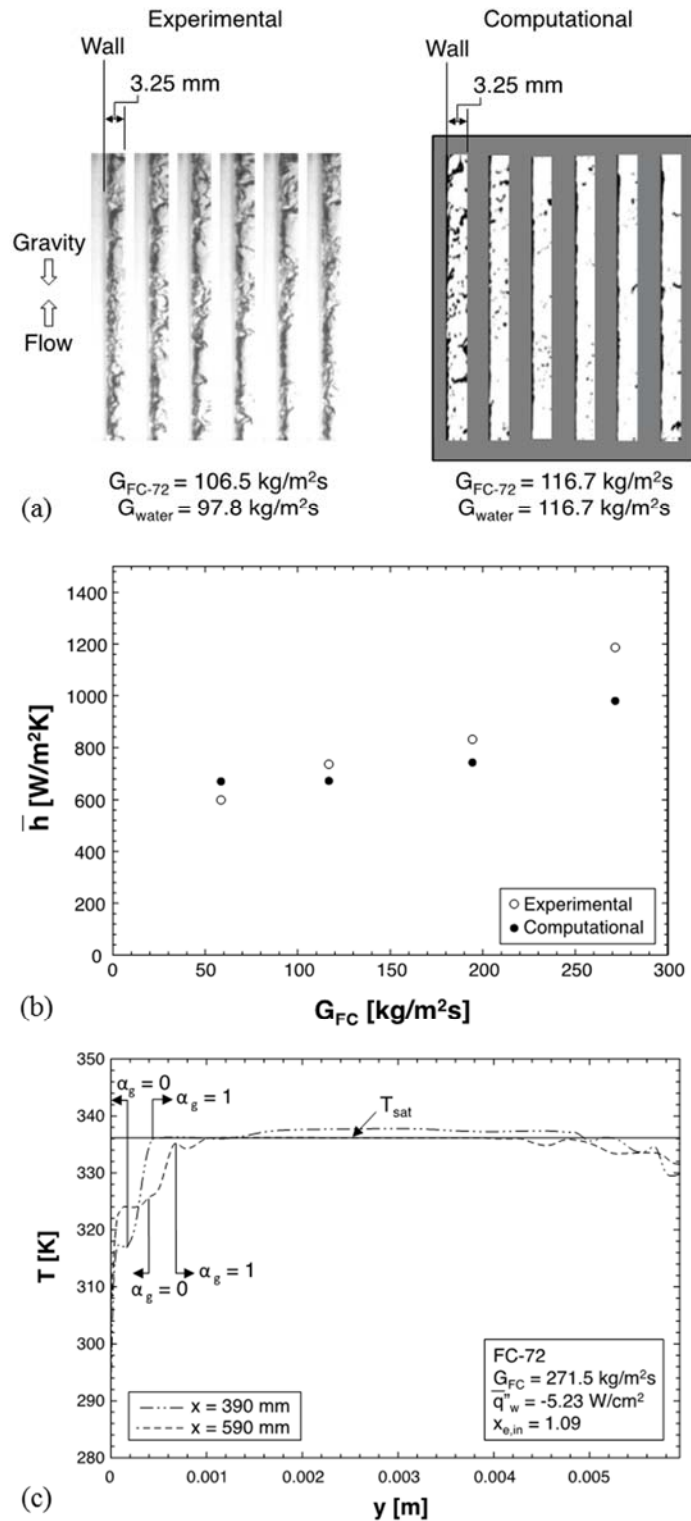 Experimental
Computational
Wall
3.25 mm
Wall
3.25 mm
Gravity
Flow
G_FC-72 = 106.5 kg/m²s
G_water = 97.8 kg/m²s
G_FC-72 = 116.7 kg/m²s
G_water = 116.7 kg/m²s
(a)
1400
1200
1000
800
600
400
200
0
h̅ [W/m²K]
Experimental
Computational
0 50 100 150 200 250 300
G_FC [kg/m²s]
(b)
350
340
330
320
310
300
290
280
T [K]
α_g = 0
α_g = 1
T_sat
α_g = 1
α_g = 0
x = 390 mm
x = 590 mm
FC-72
G_FC = 271.5 kg/m²s
q̅"_w = -5.23 W/cm²
x_e,in = 1.09
0 0.001 0.002 0.003 0.004 0.005
y [m]
(c)